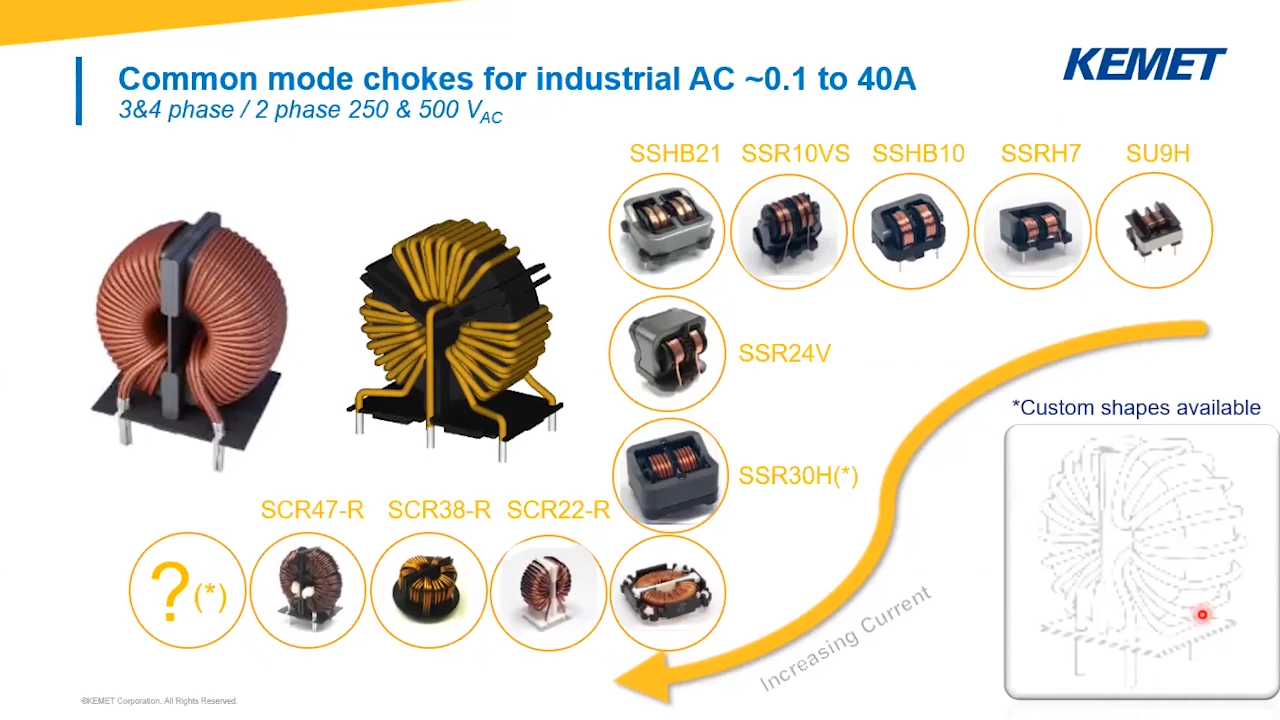 KEMET
Common mode chokes for industrial AC ~0.1 to 40A
3&4 phase / 2 phase 250 & 500 VAC
SSHB21 SSR10VS SSHB10 SSRH7 SU9H
SSR24V
*Custom shapes available
SSR30H(*)
SCR47-R SCR38-R SCR22-R
?(*)
Increasing Current
©KEMET Corporation. All Rights Reserved.